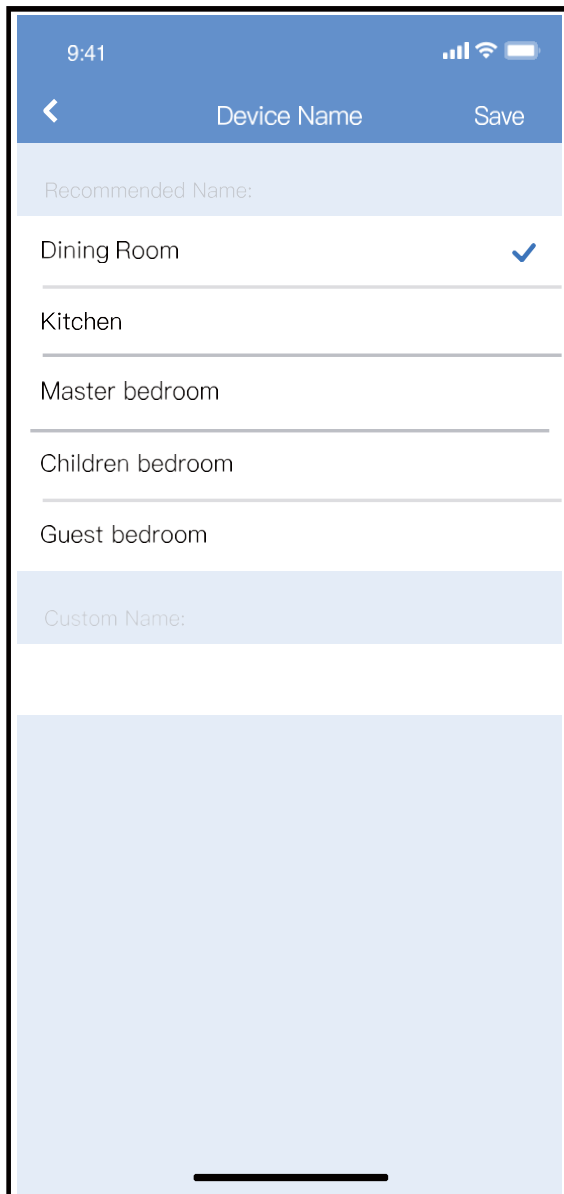 9:41
Device Name
Save
Recommended Name:
Dining Room
Kitchen
Master bedroom
Children bedroom
Guest bedroom
Custom Name: